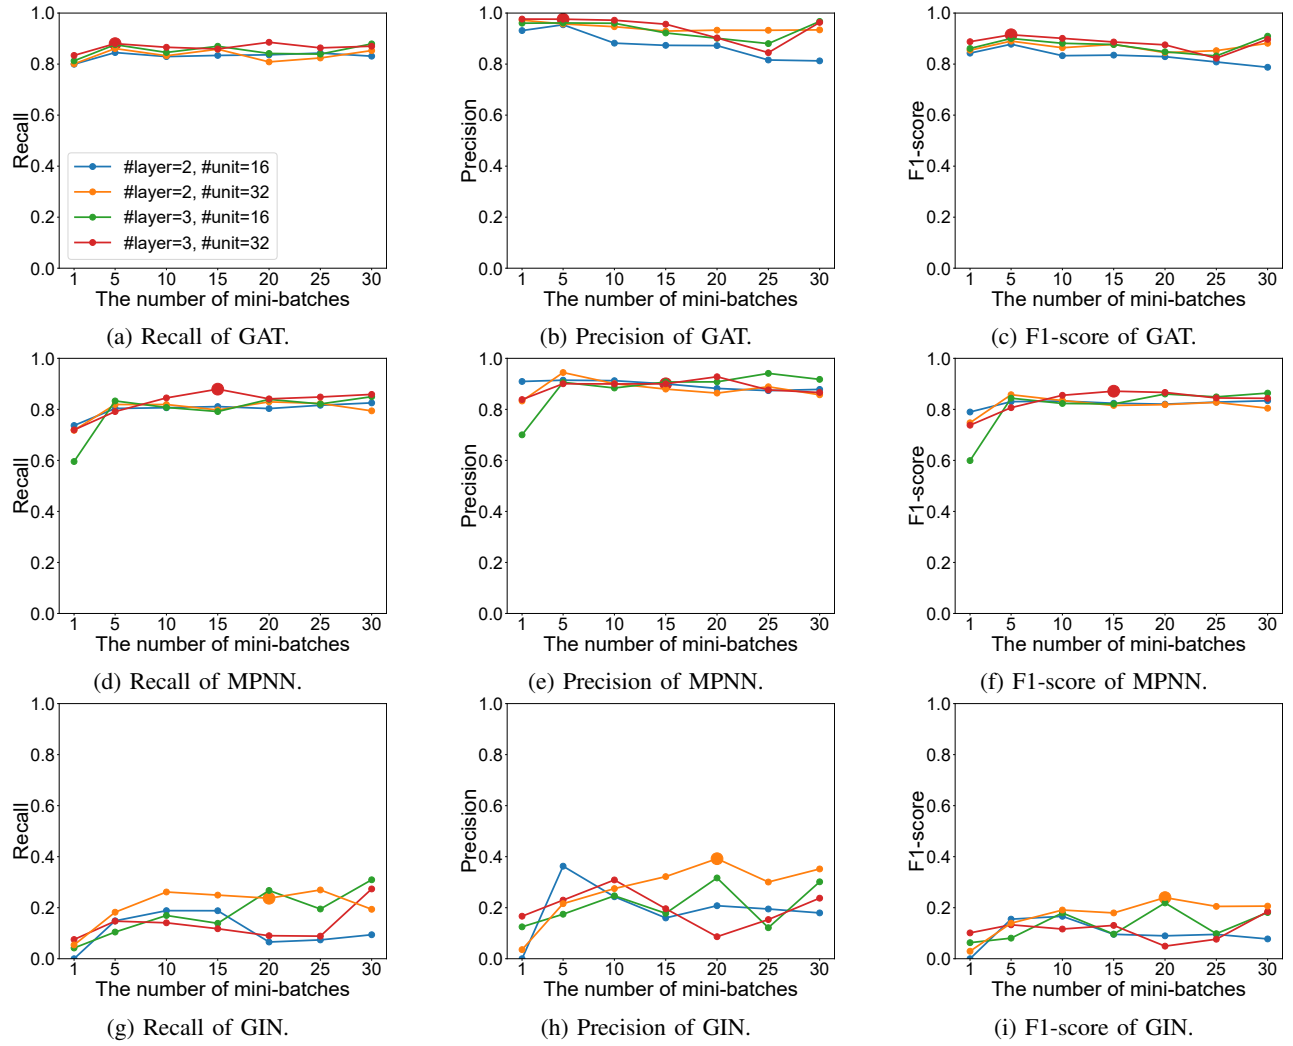 1.0
0.8
0.6
0.4
0.2
0.0
Recall
#layer=2, #unit=16
#layer=2, #unit=32
#layer=3, #unit=16
#layer=3, #unit=32
1 5 10 15 20 25 30
The number of mini-batches
(a) Recall of GAT.
1.0
0.8
0.6
0.4
0.2
0.0
Precision
1 5 10 15 20 25 30
The number of mini-batches
(b) Precision of GAT.
1.0
0.8
0.6
0.4
0.2
0.0
F1-score
1 5 10 15 20 25 30
The number of mini-batches
(c) F1-score of GAT.
1.0
0.8
0.6
0.4
0.2
0.0
Recall
1 5 10 15 20 25 30
The number of mini-batches
(d) Recall of MPNN.
1.0
0.8
0.6
0.4
0.2
0.0
Precision
1 5 10 15 20 25 30
The number of mini-batches
(e) Precision of MPNN.
1.0
0.8
0.6
0.4
0.2
0.0
F1-score
1 5 10 15 20 25 30
The number of mini-batches
(f) F1-score of MPNN.
1.0
0.8
0.6
0.4
0.2
0.0
Recall
1 5 10 15 20 25 30
The number of mini-batches
(g) Recall of GIN.
1.0
0.8
0.6
0.4
0.2
0.0
Precision
1 5 10 15 20 25 30
The number of mini-batches
(h) Precision of GIN.
1.0
0.8
0.6
0.4
0.2
0.0
F1-score
1 5 10 15 20 25 30
The number of mini-batches
(i) F1-score of GIN.